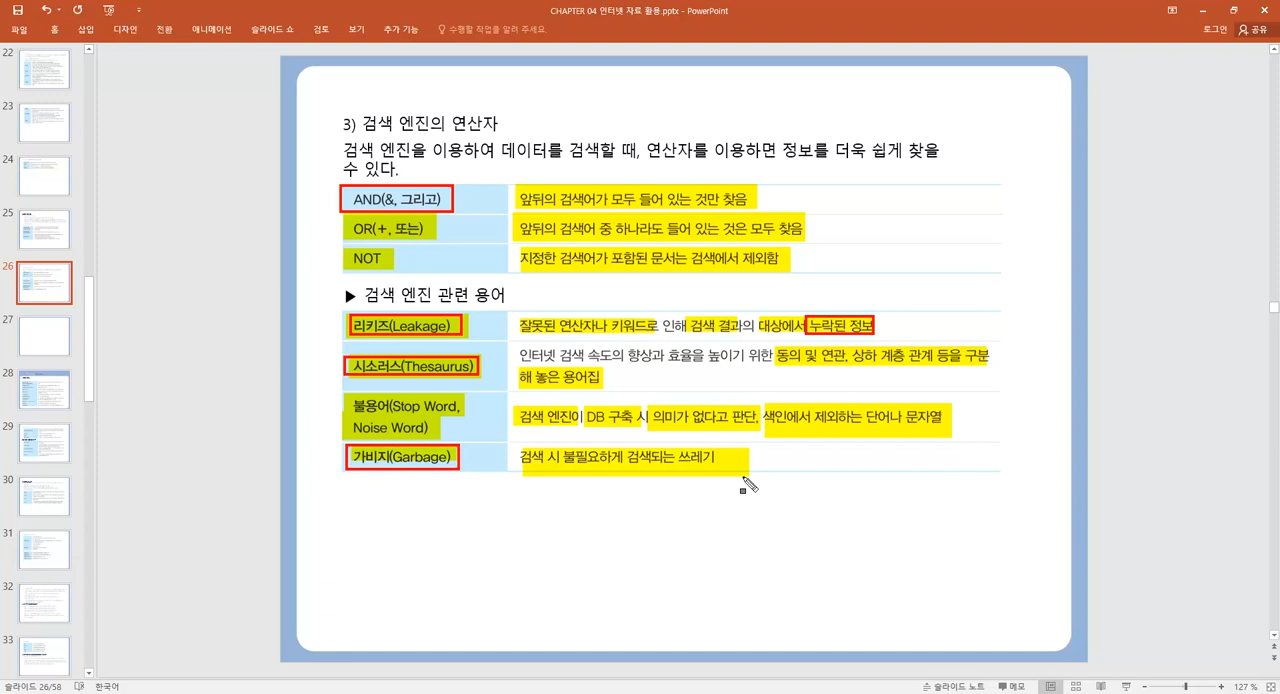 CHAPTER 04 인터넷 자료 활용.pptx - PowerPoint
파일 홈 삽입 디자인 전환 애니메이션 슬라이드 쇼 검토 보기 추가 기능 수행할 작업을 알려 주세요. 로그인 공유
22
23
24
25
26
27
28
29
30
31
32
33
3) 검색 엔진의 연산자
검색 엔진을 이용하여 데이터를 검색할 때, 연산자를 이용하면 정보를 더욱 쉽게 찾을
수 있다.
AND(&, 그리고) 앞뒤의 검색어가 모두 들어 있는 것만 찾음
OR(+, 또는) 앞뒤의 검색어 중 하나라도 들어 있는 것은 모두 찾음
NOT 지정한 검색어가 포함된 문서는 검색에서 제외함
▶ 검색 엔진 관련 용어
리키즈(Leakage) 잘못된 연산자나 키워드로 인해 검색 결과의 대상에서 누락된 정보
시소러스(Thesaurus) 인터넷 검색 속도의 향상과 효율을 높이기 위한 동의 및 연관, 상하 계층 관계 등을 구분
해 놓은 용어집
불용어(Stop Word,
Noise Word) 검색 엔진이 DB 구축 시 의미가 없다고 판단, 색인에서 제외하는 단어나 문자열
가비지(Garbage) 검색 시 불필요하게 검색되는 쓰레기
슬라이드 26/58 한국어 슬라이드 노트 메모 127 %